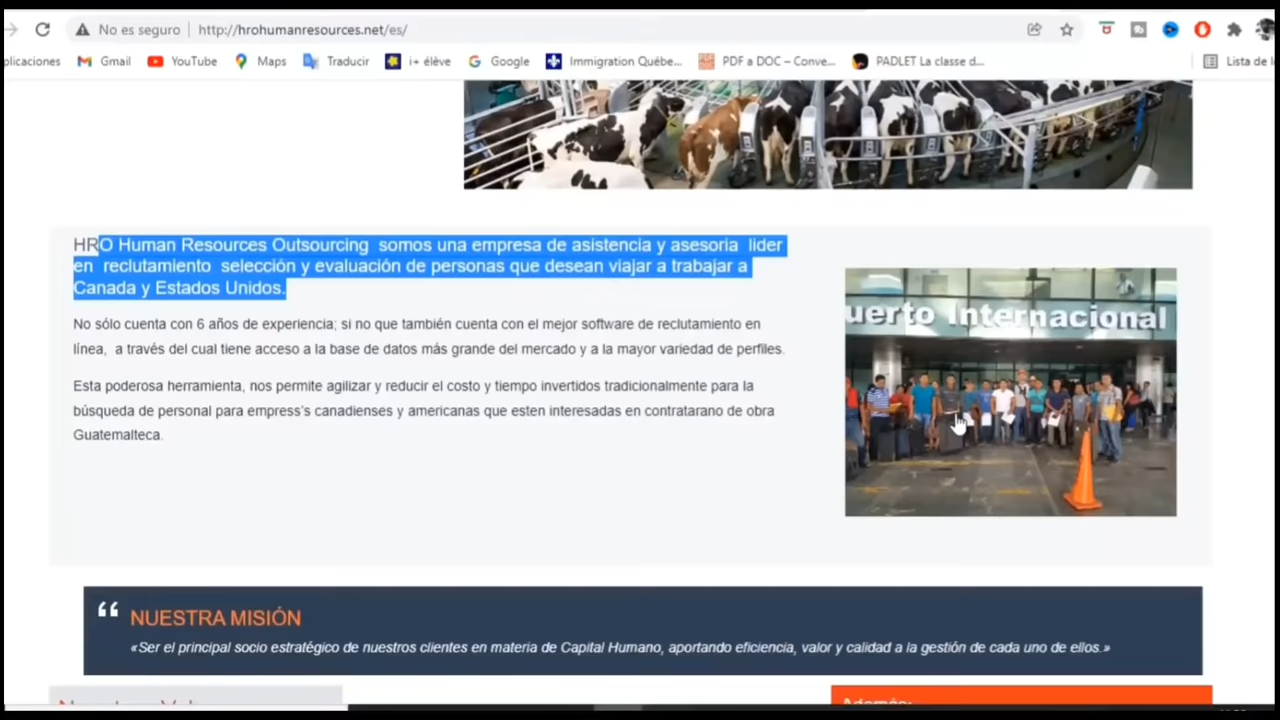 No es seguro http://hrohumanresources.net/es/
plicaciones Gmail YouTube Maps Traducir i+ élève Google Immigration Québe... PDF a DOC – Conve... PADLET La classe d... Lista de
HRO Human Resources Outsourcing somos una empresa de asistencia y asesoria lider
en reclutamiento selección y evaluación de personas que desean viajar a trabajar a
Canada y Estados Unidos.
No sólo cuenta con 6 años de experiencia; si no que también cuenta con el mejor software de reclutamiento en
línea, a través del cual tiene acceso a la base de datos más grande del mercado y a la mayor variedad de perfiles.
Esta poderosa herramienta, nos permite agilizar y reducir el costo y tiempo invertidos tradicionalmente para la
búsqueda de personal para empress's canadienses y americanas que esten interesadas en contratarano de obra
Guatemalteca.
uerto Internacional
“ NUESTRA MISIÓN
«Ser el principal socio estratégico de nuestros clientes en materia de Capital Humano, aportando eficiencia, valor y calidad a la gestión de cada uno de ellos.»
Además: